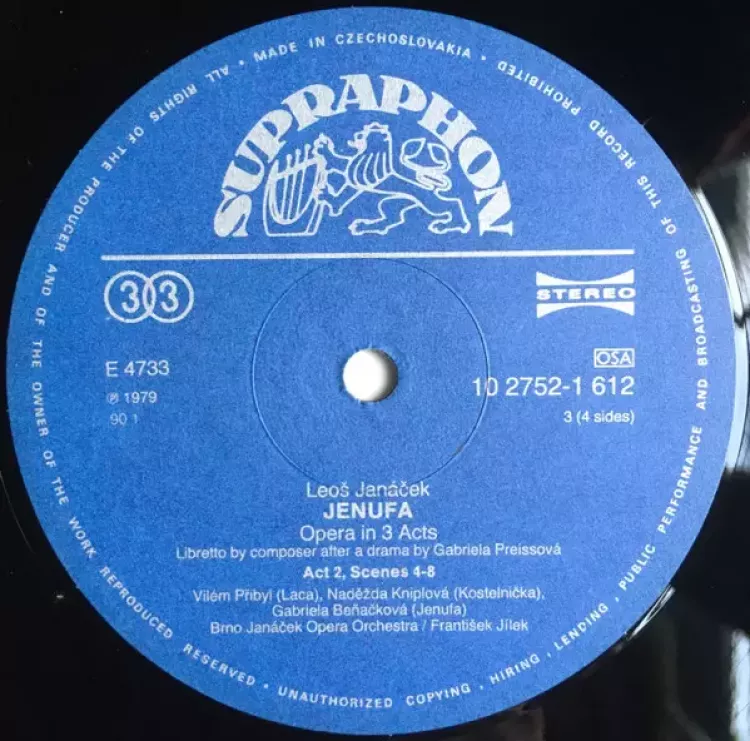 ALL RIGHTS OF THE PRODUCER AND OF THE OWNER OF THE WORK REPRODUCED RESERVED • UNAUTHORIZED COPYING, HIRING, LENDING, PUBLIC PERFORMANCE AND BROADCASTING OF THIS RECORD PROHIBITED • MADE IN CZECHOSLOVAKIA •
SUPRAPHON
33
STEREO
E 4733
OSA
℗ 1979
10 2752-1 612
90 1
3 (4 sides)
Leoš Janáček
JENUFA
Opera in 3 Acts
Libretto by composer after a drama by Gabriela Preissová
Act 2, Scenes 4-8
Vilém Přibyl (Laca), Naděžda Kniplová (Kostelnička),
Gabriela Beňačková (Jenufa)
Brno Janáček Opera Orchestra / František Jílek